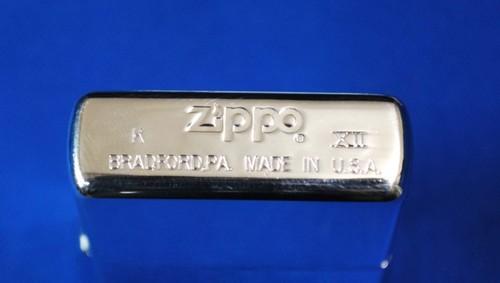 Zippo ®
K XII
BRADFORD,PA. MADE IN U.S.A.